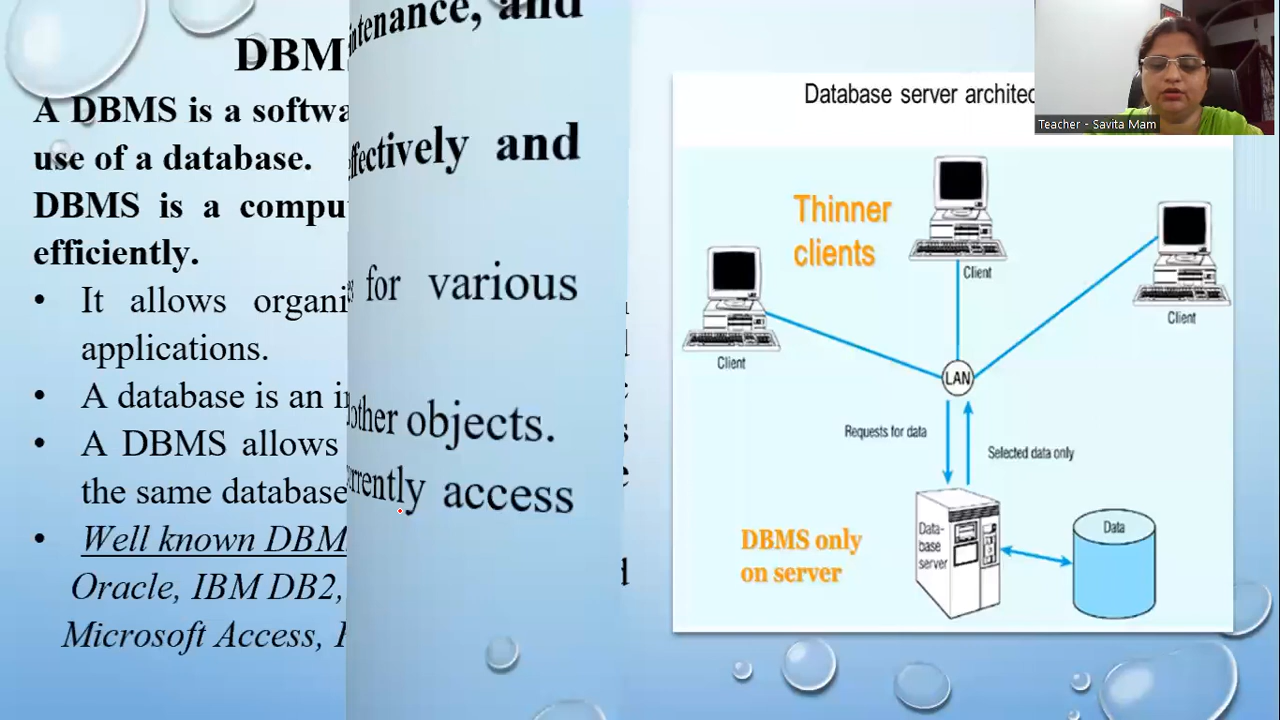 DBM
A DBMS is a softwa
use of a database.
DBMS is a compu
efficiently.
• It allows organi
applications.
• A database is an in
• A DBMS allows
the same database
• Well known DBM
Oracle, IBM DB2,
Microsoft Access,
ntenance, and
ffectively and
for various
other objects.
urrently access
Database server architec
Teacher - Savita Mam
Thinner
clients
Client
Client
Client
LAN
Requests for data
Selected data only
DBMS only
on server
Data-
base
server
Data